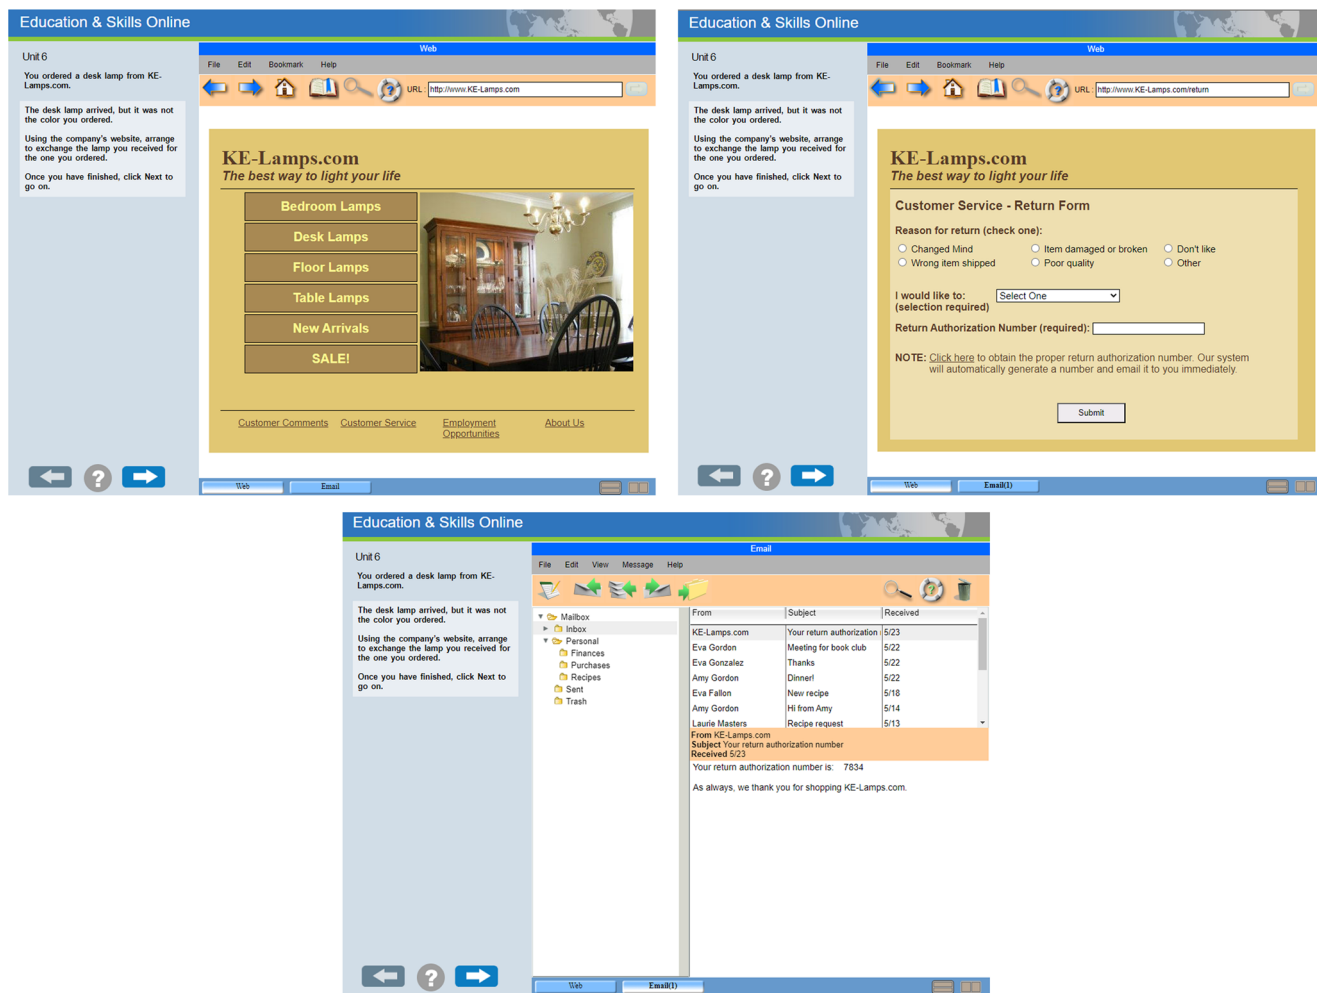 Education & Skills Online
Unit 6
You ordered a desk lamp from KE-
Lamps.com.
The desk lamp arrived, but it was not
the color you ordered.
Using the company's website, arrange
to exchange the lamp you received for
the one you ordered.
Once you have finished, click Next to
go on.
Web
File Edit Bookmark Help
URL : http://www.KE-Lamps.com
KE-Lamps.com
The best way to light your life
Bedroom Lamps
Desk Lamps
Floor Lamps
Table Lamps
New Arrivals
SALE!
Customer Comments Customer Service Employment About Us
Opportunities
?
Web Email
Education & Skills Online
Unit 6
You ordered a desk lamp from KE-
Lamps.com.
The desk lamp arrived, but it was not
the color you ordered.
Using the company's website, arrange
to exchange the lamp you received for
the one you ordered.
Once you have finished, click Next to
go on.
Web
File Edit Bookmark Help
URL : http://www.KE-Lamps.com/return
KE-Lamps.com
The best way to light your life
Customer Service - Return Form
Reason for return (check one):
Changed Mind Item damaged or broken Don't like
Wrong item shipped Poor quality Other
I would like to: Select One
(selection required)
Return Authorization Number (required):
NOTE: Click here to obtain the proper return authorization number. Our system
will automatically generate a number and email it to you immediately.
Submit
?
Web Email(1)
Education & Skills Online
Unit 6
You ordered a desk lamp from KE-
Lamps.com.
The desk lamp arrived, but it was not
the color you ordered.
Using the company's website, arrange
to exchange the lamp you received for
the one you ordered.
Once you have finished, click Next to
go on.
Email
File Edit View Message Help
Mailbox
Inbox
Personal
Finances
Purchases
Recipes
Sent
Trash
From Subject Received
KE-Lamps.com Your return authorization 5/23
Eva Gordon Meeting for book club 5/22
Eva Gonzalez Thanks 5/22
Amy Gordon Dinner! 5/22
Eva Fallon New recipe 5/18
Amy Gordon Hi from Amy 5/14
Laurie Masters Recipe request 5/13
From KE-Lamps.com
Subject Your return authorization number
Received 5/23
Your return authorization number is: 7834
As always, we thank you for shopping KE-Lamps.com.
?
Web Email(1)